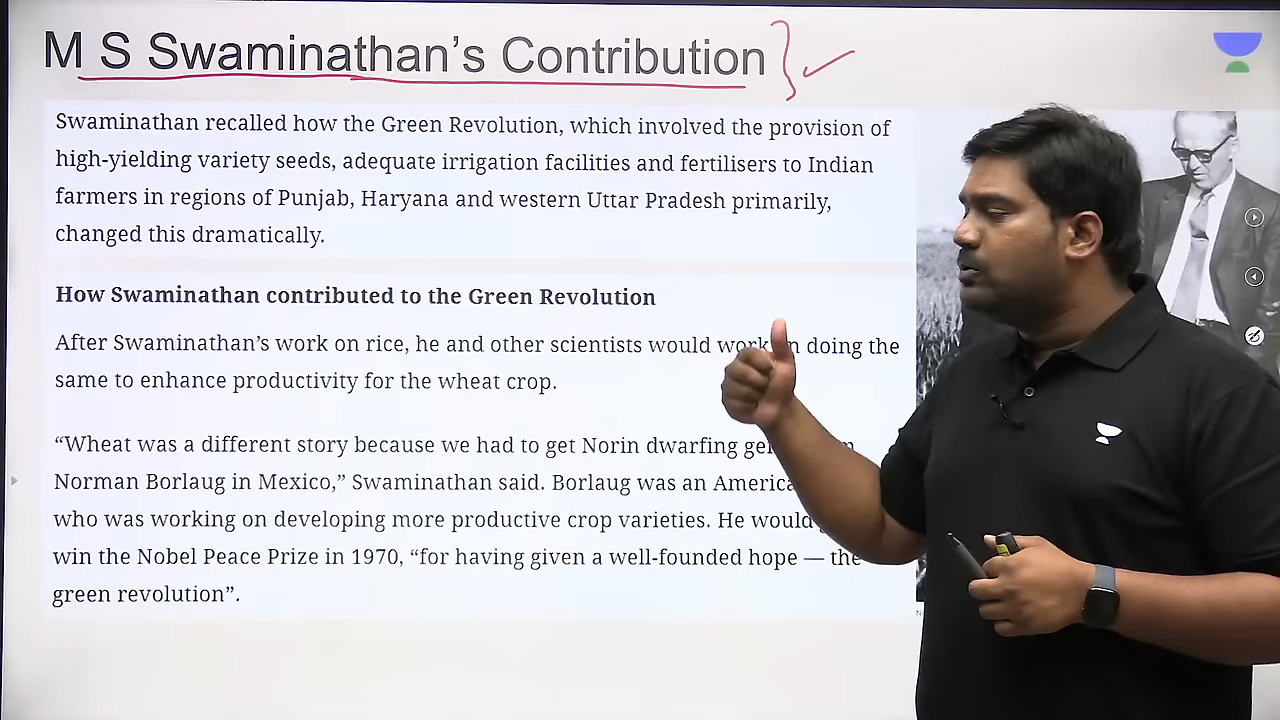 M S Swaminathan’s Contribution
Swaminathan recalled how the Green Revolution, which involved the provision of
high-yielding variety seeds, adequate irrigation facilities and fertilisers to Indian
farmers in regions of Punjab, Haryana and western Uttar Pradesh primarily,
changed this dramatically.
How Swaminathan contributed to the Green Revolution
After Swaminathan’s work on rice, he and other scientists would work doing the
same to enhance productivity for the wheat crop.
“Wheat was a different story because we had to get Norin dwarfing
Norman Borlaug in Mexico,” Swaminathan said. Borlaug was an
who was working on developing more productive crop varieties. He would
win the Nobel Peace Prize in 1970, “for having given a well-founded hope — the
green revolution”.